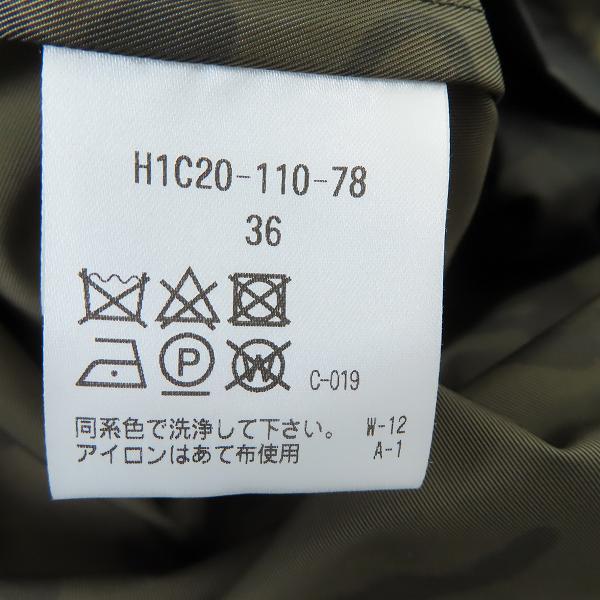 H1C20-110-78
36
P
W
C-019
同系色で洗浄して下さい。 W-12
アイロンはあて布使用 A-1